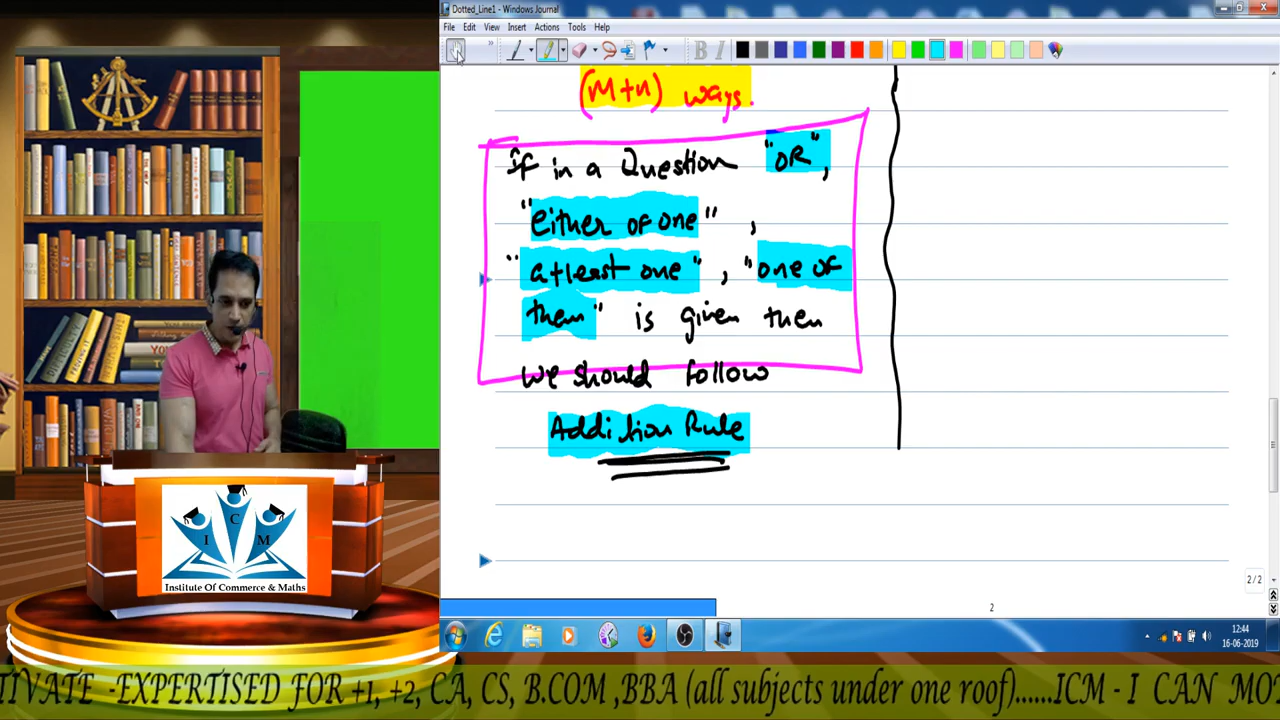 Dotted_Line1 - Windows Journal
File Edit View Insert Actions Tools Help
B I
(M+n) ways.
If in a Question "OR",
"either of one",
"atleast one", "one of
them" is given then
we should follow
Addition Rule
2/2
2
I C M
Institute Of Commerce & Maths
12:44
16-06-2019
TIVATE -EXPERTISED FOR +1, +2, CA, CS, B.COM ,BBA (all subjects under one roof)......ICM - I CAN MOT